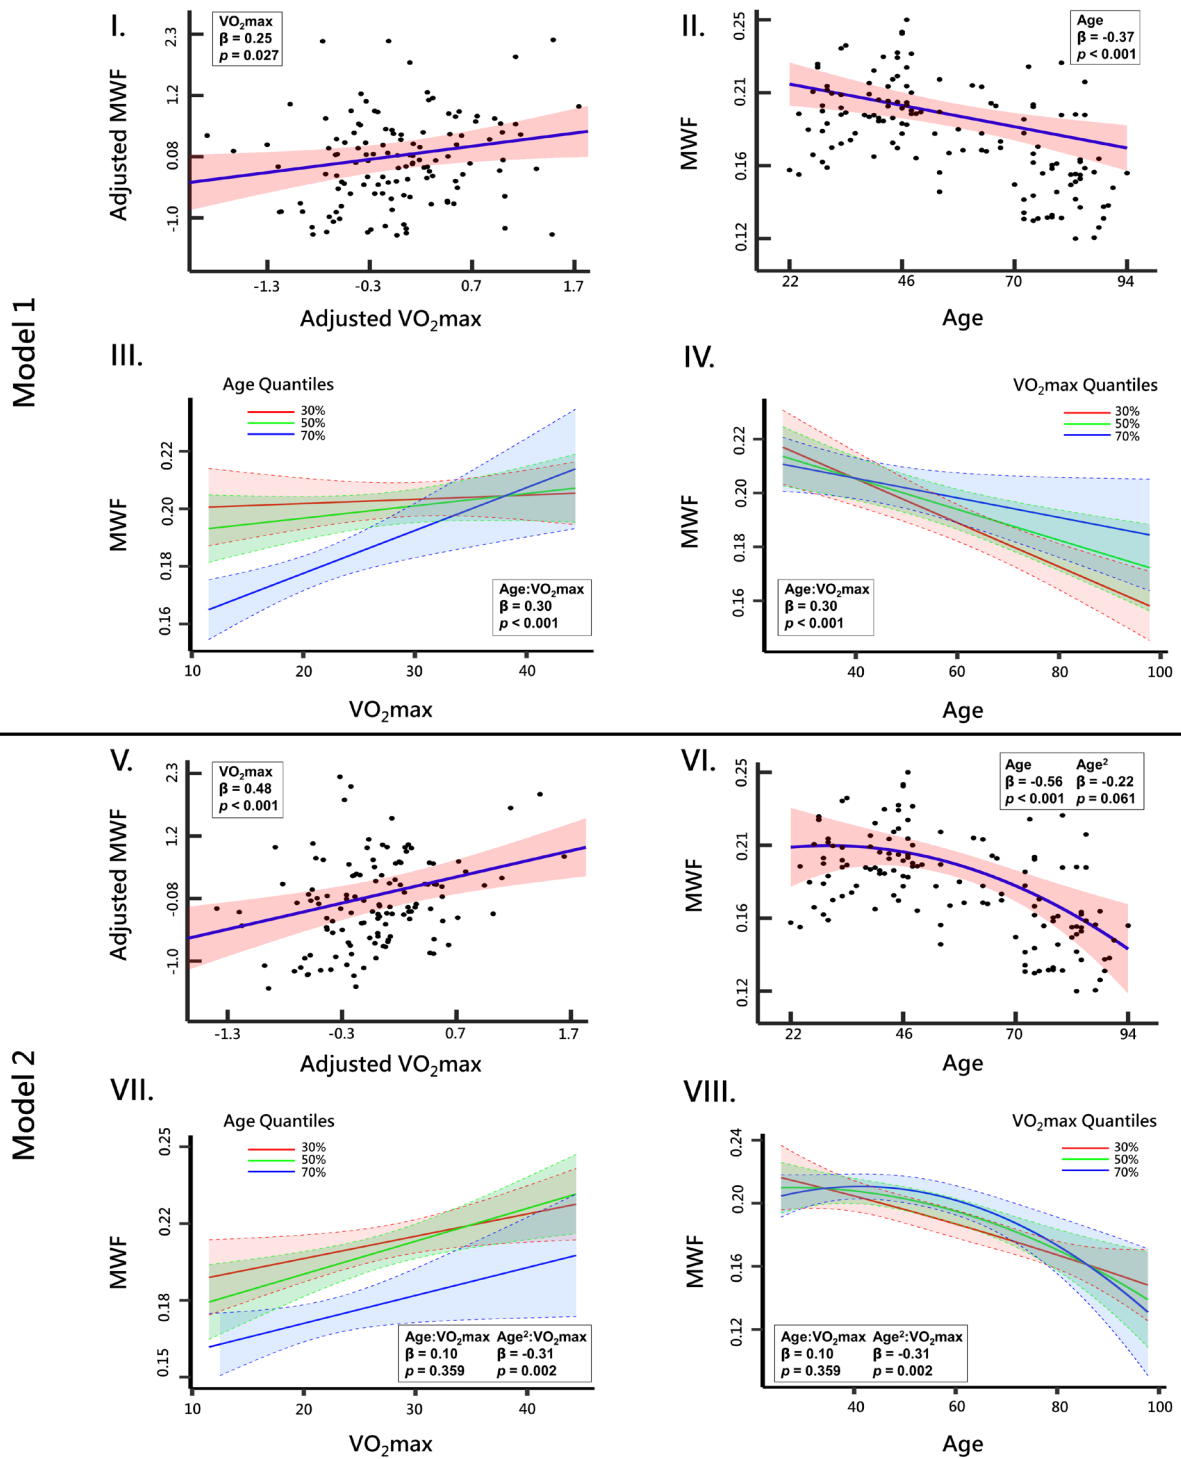 Model 1
I.
VO₂max
β = 0.25
p = 0.027
Adjusted MWF
2.3
1.2
0.08
-1.0
-1.3 -0.3 0.7 1.7
Adjusted VO₂max
II.
Age
β = -0.37
p < 0.001
MWF
0.25
0.21
0.16
0.12
22 46 70 94
Age
III.
Age Quantiles
30%
50%
70%
MWF
0.22
0.20
0.18
0.16
Age:VO₂max
β = 0.30
p < 0.001
10 20 30 40
VO₂max
IV.
VO₂max Quantiles
30%
50%
70%
MWF
0.22
0.20
0.18
0.16
Age:VO₂max
β = 0.30
p < 0.001
40 60 80 100
Age
Model 2
V.
VO₂max
β = 0.48
p < 0.001
Adjusted MWF
2.3
1.2
-0.08
-1.0
-1.3 -0.3 0.7 1.7
Adjusted VO₂max
VI.
Age Age²
β = -0.56 β = -0.22
p < 0.001 p = 0.061
MWF
0.25
0.21
0.16
0.12
22 46 70 94
Age
VII.
Age Quantiles
30%
50%
70%
MWF
0.25
0.22
0.18
0.15
Age:VO₂max Age²:VO₂max
β = 0.10 β = -0.31
p = 0.359 p = 0.002
10 20 30 40
VO₂max
VIII.
VO₂max Quantiles
30%
50%
70%
MWF
0.24
0.20
0.16
0.12
Age:VO₂max Age²:VO₂max
β = 0.10 β = -0.31
p = 0.359 p = 0.002
40 60 80 100
Age